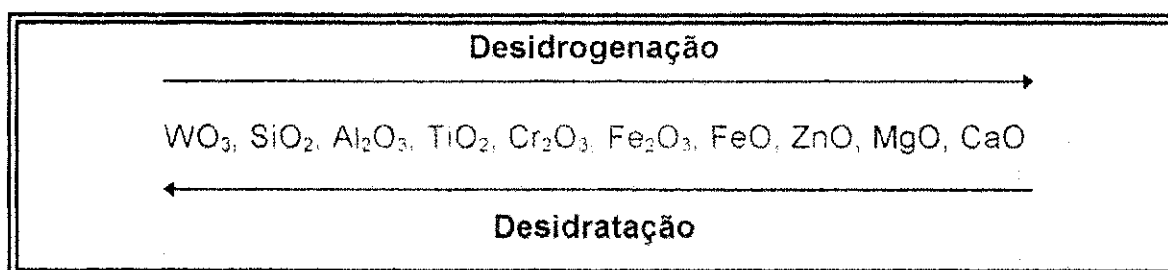 Desidrogenação
WO₃, SiO₂, Al₂O₃, TiO₂, Cr₂O₃, Fe₂O₃, FeO, ZnO, MgO, CaO
Desidratação